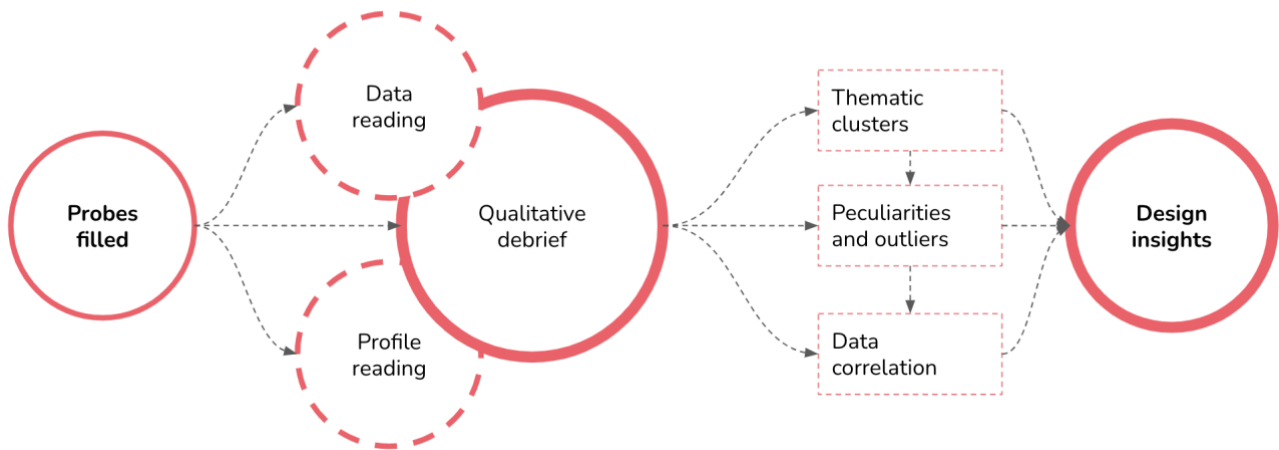 Probes
filled
Data
reading
Qualitative
debrief
Profile
reading
Thematic
clusters
Peculiarities
and outliers
Data
correlation
Design
insights